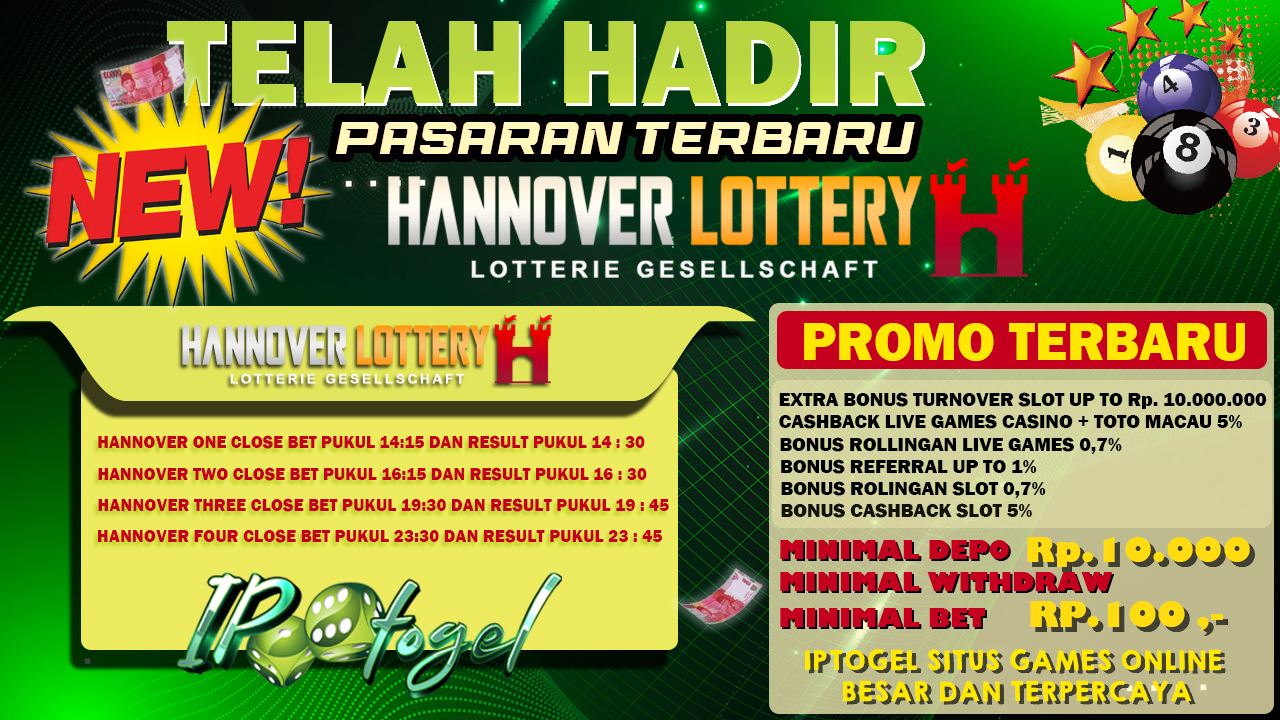 TELAH HADIR
PASARAN TERBARU
NEW!
HANNOVER LOTTERY
LOTTERIE GESELLSCHAFT
4
1
8
3
HANNOVER LOTTERY
LOTTERIE GESELLSCHAFT
HANNOVER ONE CLOSE BET PUKUL 14:15 DAN RESULT PUKUL 14 : 30
HANNOVER TWO CLOSE BET PUKUL 16:15 DAN RESULT PUKUL 16 : 30
HANNOVER THREE CLOSE BET PUKUL 19:30 DAN RESULT PUKUL 19 : 45
HANNOVER FOUR CLOSE BET PUKUL 23:30 DAN RESULT PUKUL 23 : 45
IPtogel
PROMO TERBARU
EXTRA BONUS TURNOVER SLOT UP TO Rp. 10.000.000
CASHBACK LIVE GAMES CASINO + TOTO MACAU 5%
BONUS ROLLINGAN LIVE GAMES 0,7%
BONUS REFERRAL UP TO 1%
BONUS ROLINGAN SLOT 0,7%
BONUS CASHBACK SLOT 5%
MINIMAL DEPO Rp.10.000
MINIMAL WITHDRAW
MINIMAL BET RP.100 ,-
IPTOGEL SITUS GAMES ONLINE
BESAR DAN TERPERCAYA